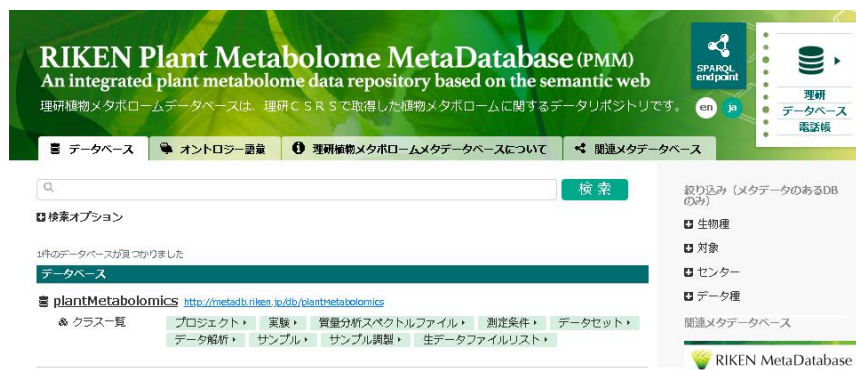 RIKEN Plant Metabolome MetaDatabase (PMM)
An integrated plant metabolome data repository based on the semantic web
理研植物メタボロームデータベースは、理研CSRSで取得した植物メタボロームに関するデータリポジトリです。
en ja
SPARQL
endpoint
理研
データベース
電話帳
データベース オントロジー語彙 理研植物メタボロームメタデータベースについて 関連メタデータベース
検索
検索オプション
1件のデータベースが見つかりました
データベース
plantMetabolomics http://metadb.riken.jp/db/plantMetabolomics
クラス一覧 プロジェクト 実験 質量分析スペクトルファイル 測定条件 データセット
データ解析 サンプル サンプル調製 生データファイルリスト
絞り込み（メタデータのあるDB
のみ）
生物種
対象
センター
データ種
関連メタデータベース
RIKEN MetaDatabase